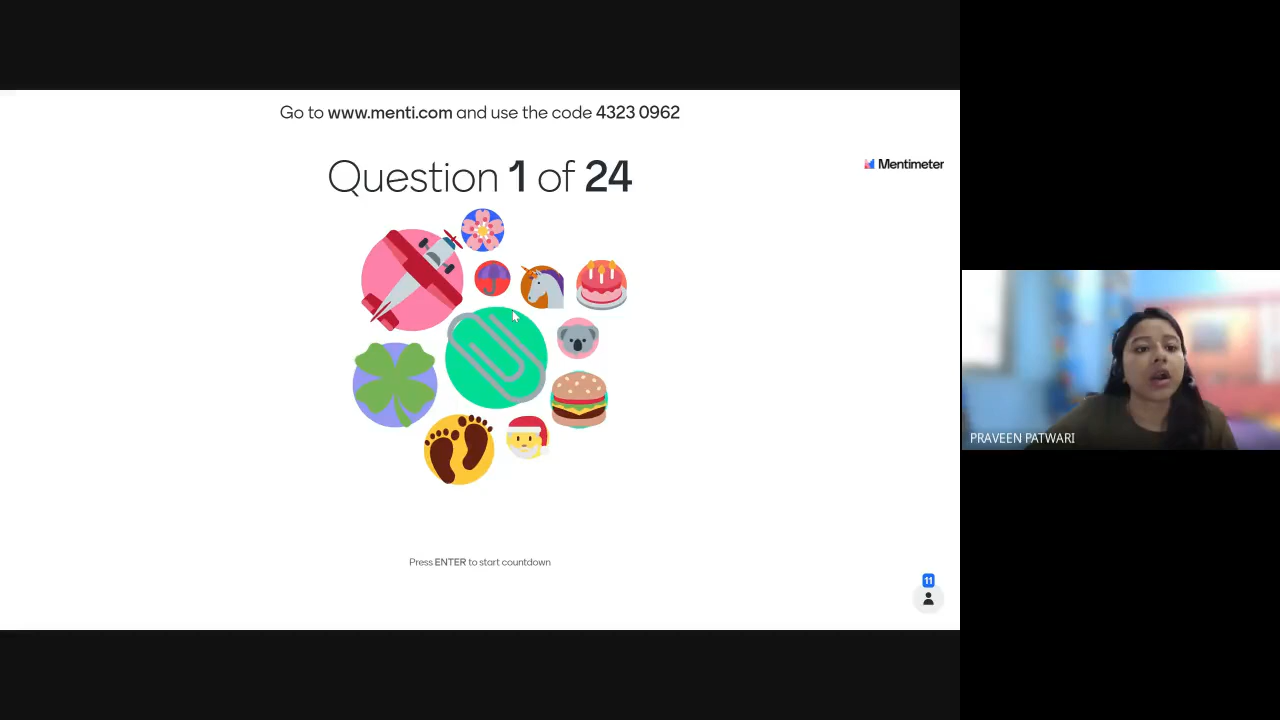 Go to www.menti.com and use the code 4323 0962
Mentimeter
Question 1 of 24
PRAVEEN PATWARI
Press ENTER to start countdown
11